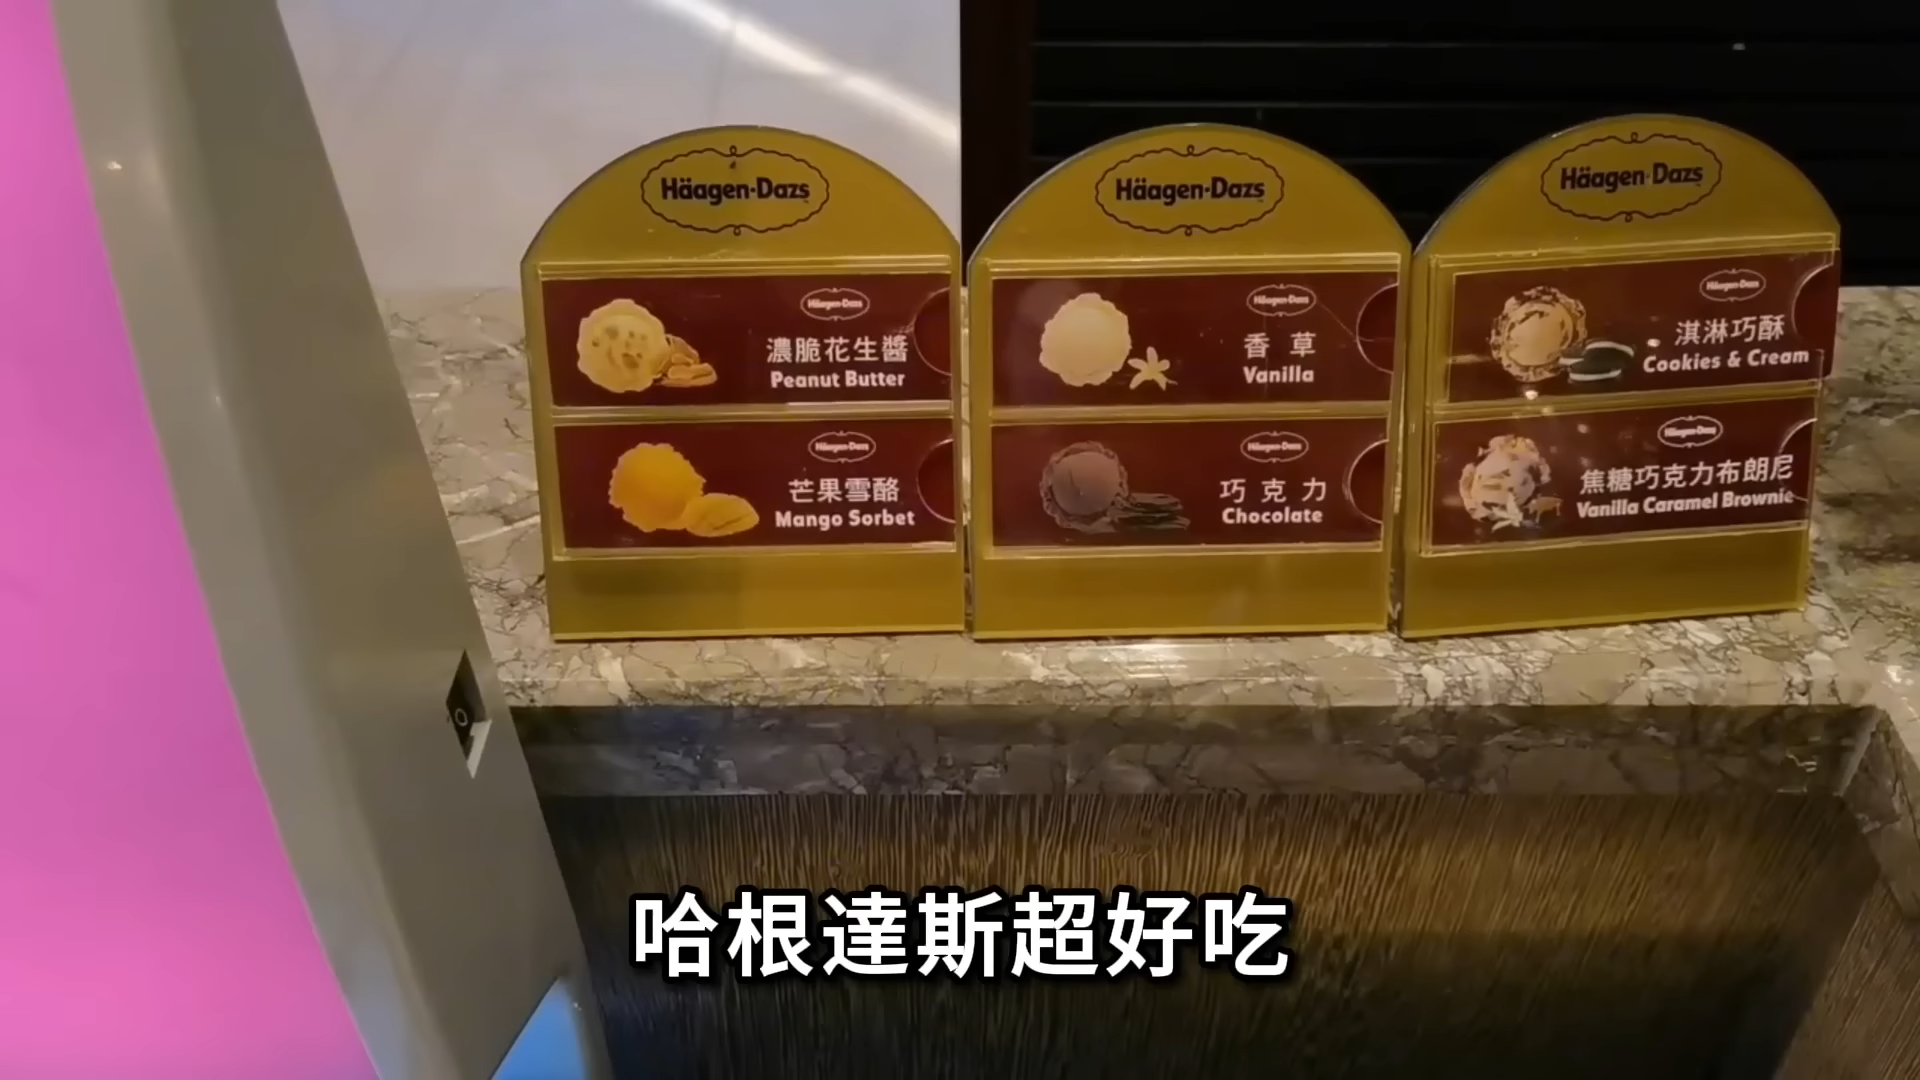 Häagen-Dazs
Häagen-Dazs
濃脆花生醬
Peanut Butter
Häagen-Dazs
芒果雪酪
Mango Sorbet
Häagen-Dazs
Häagen-Dazs
香草
Vanilla
Häagen-Dazs
巧克力
Chocolate
Häagen-Dazs
Häagen-Dazs
淇淋巧酥
Cookies & Cream
Häagen-Dazs
焦糖巧克力布朗尼
Vanilla Caramel Brownie
哈根達斯超好吃